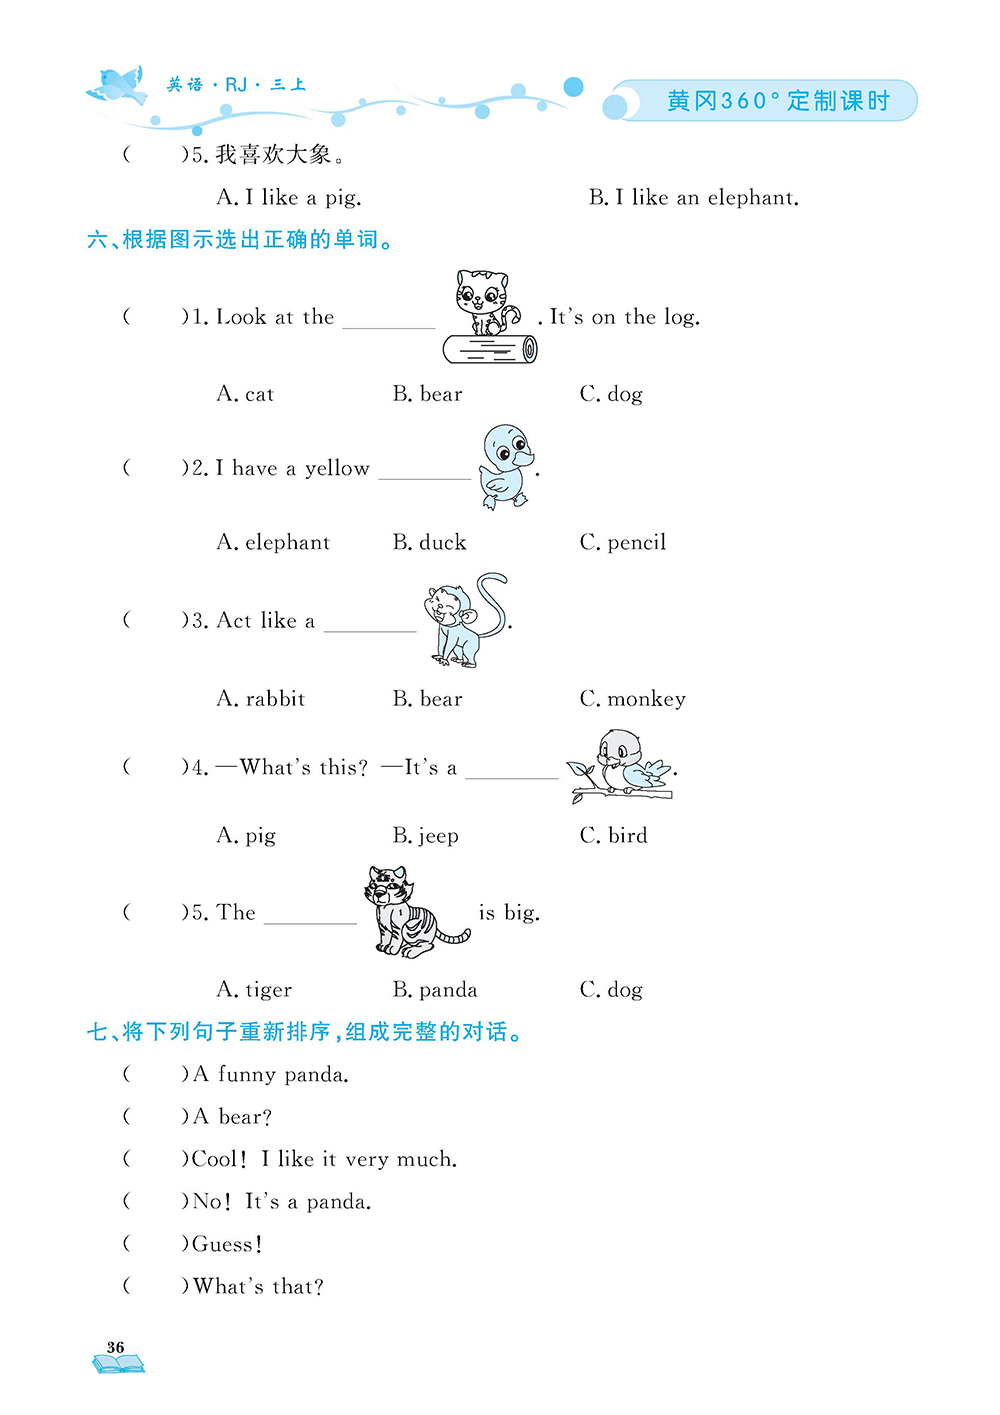 英语·RJ·三上
黄冈360°定制课时
(    )5. 我喜欢大象。
A. I like a pig.    B. I like an elephant.
六、根据图示选出正确的单词。
(    )1. Look at the ________ . It's on the log.
A. cat    B. bear    C. dog
(    )2. I have a yellow ________ .
A. elephant    B. duck    C. pencil
(    )3. Act like a ________ .
A. rabbit    B. bear    C. monkey
(    )4. —What's this? —It's a ________ .
A. pig    B. jeep    C. bird
(    )5. The ________ is big.
A. tiger    B. panda    C. dog
七、将下列句子重新排序,组成完整的对话。
(    )A funny panda.
(    )A bear?
(    )Cool! I like it very much.
(    )No! It's a panda.
(    )Guess!
(    )What's that?
36